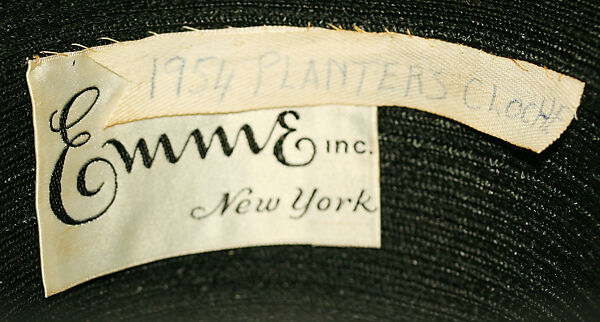 1954 PLANTERS CLOCHE
Emme inc.
New York